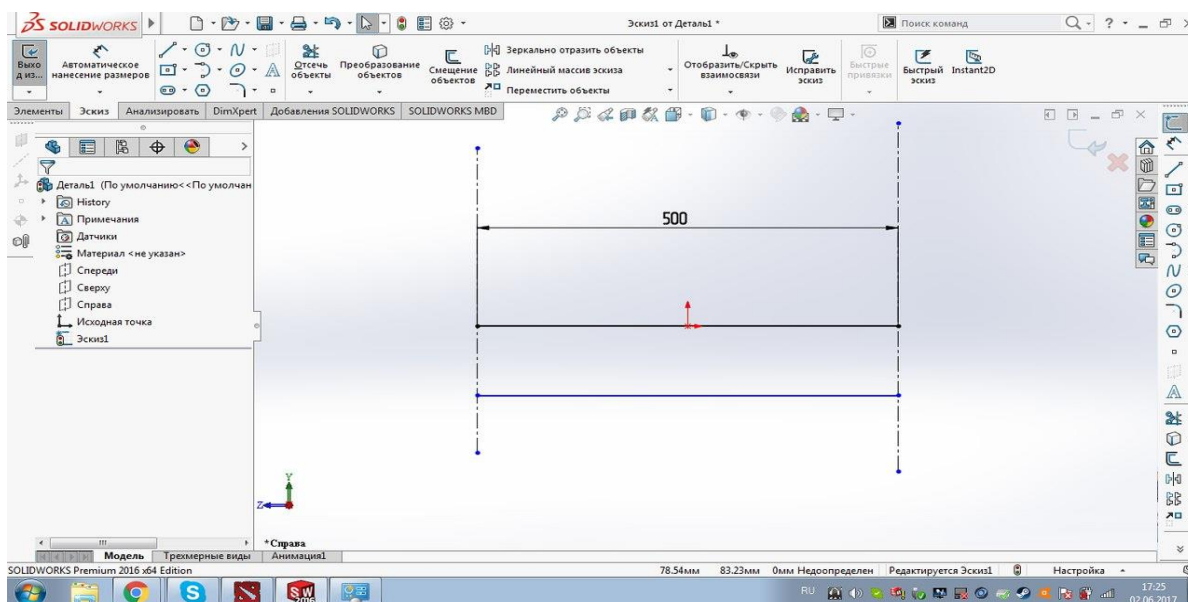 SOLIDWORKS
Эскиз1 от Деталь1 *
Поиск команд
?
Выхо
д из...
Автоматическое
нанесение размеров
Отсечь
объекты
Преобразование
объектов
Смещение
объектов
Зеркально отразить объекты
Линейный массив эскиза
Переместить объекты
Отобразить/Скрыть
взаимосвязи
Исправить
эскиз
Быстрые
привязки
Быстрый
эскиз
Instant2D
Элементы Эскиз Анализировать DimXpert Добавления SOLIDWORKS SOLIDWORKS MBD
Деталь1 (По умолчанию<<По умолчан
History
Примечания
Датчики
Материал <не указан>
Спереди
Сверху
Справа
Исходная точка
Эскиз1
500
Y
Z
*Справа
Модель Трехмерные виды Анимация1
SOLIDWORKS Premium 2016 x64 Edition 78.54мм 83.23мм 0мм Недоопределен Редактируется Эскиз1 Настройка
RU
17:25
02.06.2017